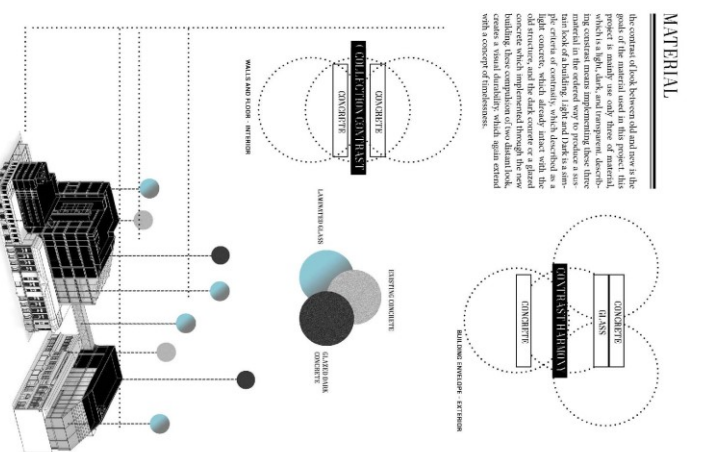 MATERIAL
the contrast of look between old and new is the
goals of the material used in this project. this
project is mainly use only three of material,
which is a light, dark, and transparent. describ-
ing constrast means implementing these three
material in the ordered way to produce a sus-
tain look of a building. Light and Dark is a sim-
ple criteria of contrasity, which described as a
light concrete, which already intact with the
old structure, and the dark conrete or a glazed
concrete which implemented through the new
building. these compulsion of two distant look,
creates a visual durability, which again extend
with a concept of timelessness.
CONCRETE
GLASS
CONTRAST HARMONY
CONCRETE
BUILDING ENVELOPE - EXTERIOR
CONCRETE
COLLECTION CONTRAST
CONCRETE
WALLS AND FLOOR - INTERIOR
EXISTING CONCRETE
LAMINATED GLASS
GLAZED DARK
CONCRETE